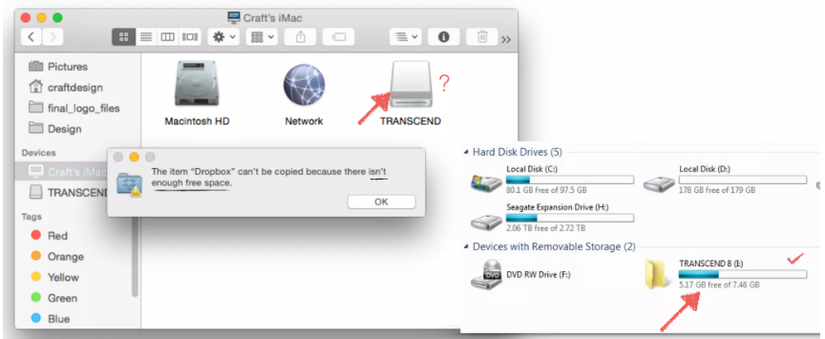 Craft's iMac
Pictures
craftdesign
final_logo_files
Design
Devices
Craft's iMac
TRANSCEND
Tags
Red
Orange
Yellow
Green
Blue
Macintosh HD
Network
TRANSCEND
?
The item “Dropbox” can't be copied because there isn't
enough free space.
OK
Hard Disk Drives (5)
Local Disk (C:)
80.1 GB free of 97.5 GB
Local Disk (D:)
178 GB free of 179 GB
Seagate Expansion Drive (H:)
2.06 TB free of 2.72 TB
Devices with Removable Storage (2)
DVD RW Drive (F:)
DVD
TRANSCEND 8 (I:)
5.17 GB free of 7.46 GB